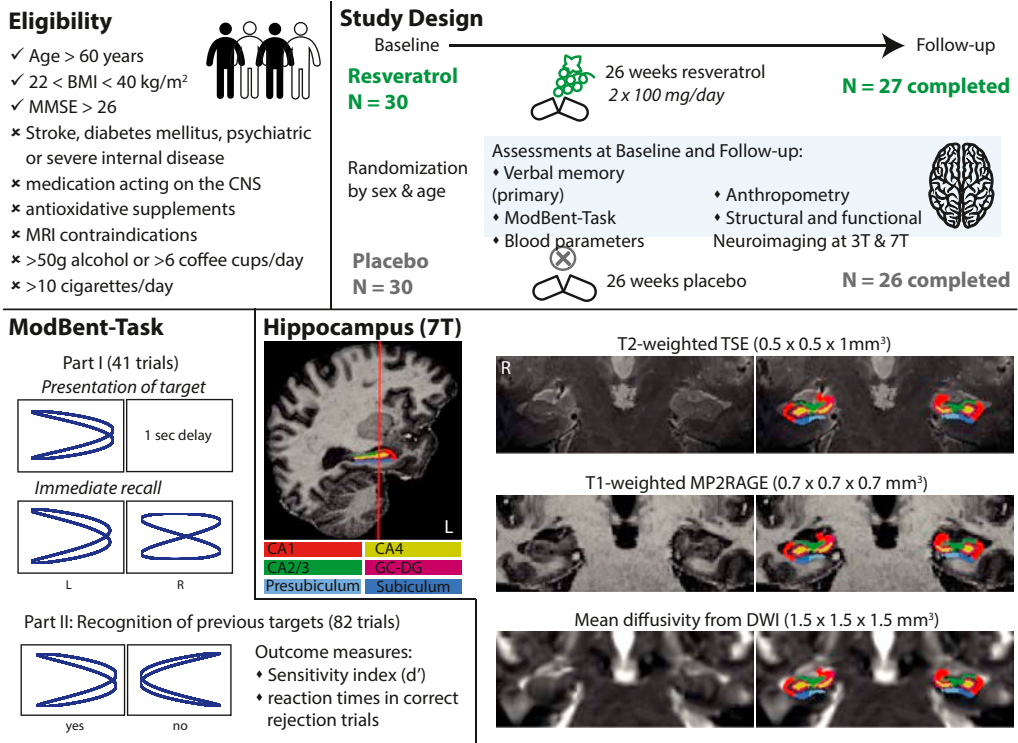 Eligibility
✓ Age > 60 years
✓ 22 < BMI < 40 kg/m²
✓ MMSE > 26
× Stroke, diabetes mellitus, psychiatric
or severe internal disease
× medication acting on the CNS
× antioxidative supplements
× MRI contraindications
× >50g alcohol or >6 coffee cups/day
× >10 cigarettes/day
Study Design
Baseline
Follow-up
Resveratrol
N = 30
26 weeks resveratrol
2 x 100 mg/day
N = 27 completed
Randomization
by sex & age
Assessments at Baseline and Follow-up:
⬧ Verbal memory
(primary)
⬧ ModBent-Task
⬧ Blood parameters
⬧ Anthropometry
⬧ Structural and functional
Neuroimaging at 3T & 7T
Placebo
N = 30
26 weeks placebo
N = 26 completed
ModBent-Task
Part I (41 trials)
Presentation of target
1 sec delay
Immediate recall
L
R
Part II: Recognition of previous targets (82 trials)
yes
no
Outcome measures:
⬧ Sensitivity index (d’)
⬧ reaction times in correct
rejection trials
Hippocampus (7T)
L
CA1
CA4
CA2/3
GC-DG
Presubiculum
Subiculum
T2-weighted TSE (0.5 x 0.5 x 1mm³)
R
T1-weighted MP2RAGE (0.7 x 0.7 x 0.7 mm³)
Mean diffusivity from DWI (1.5 x 1.5 x 1.5 mm³)